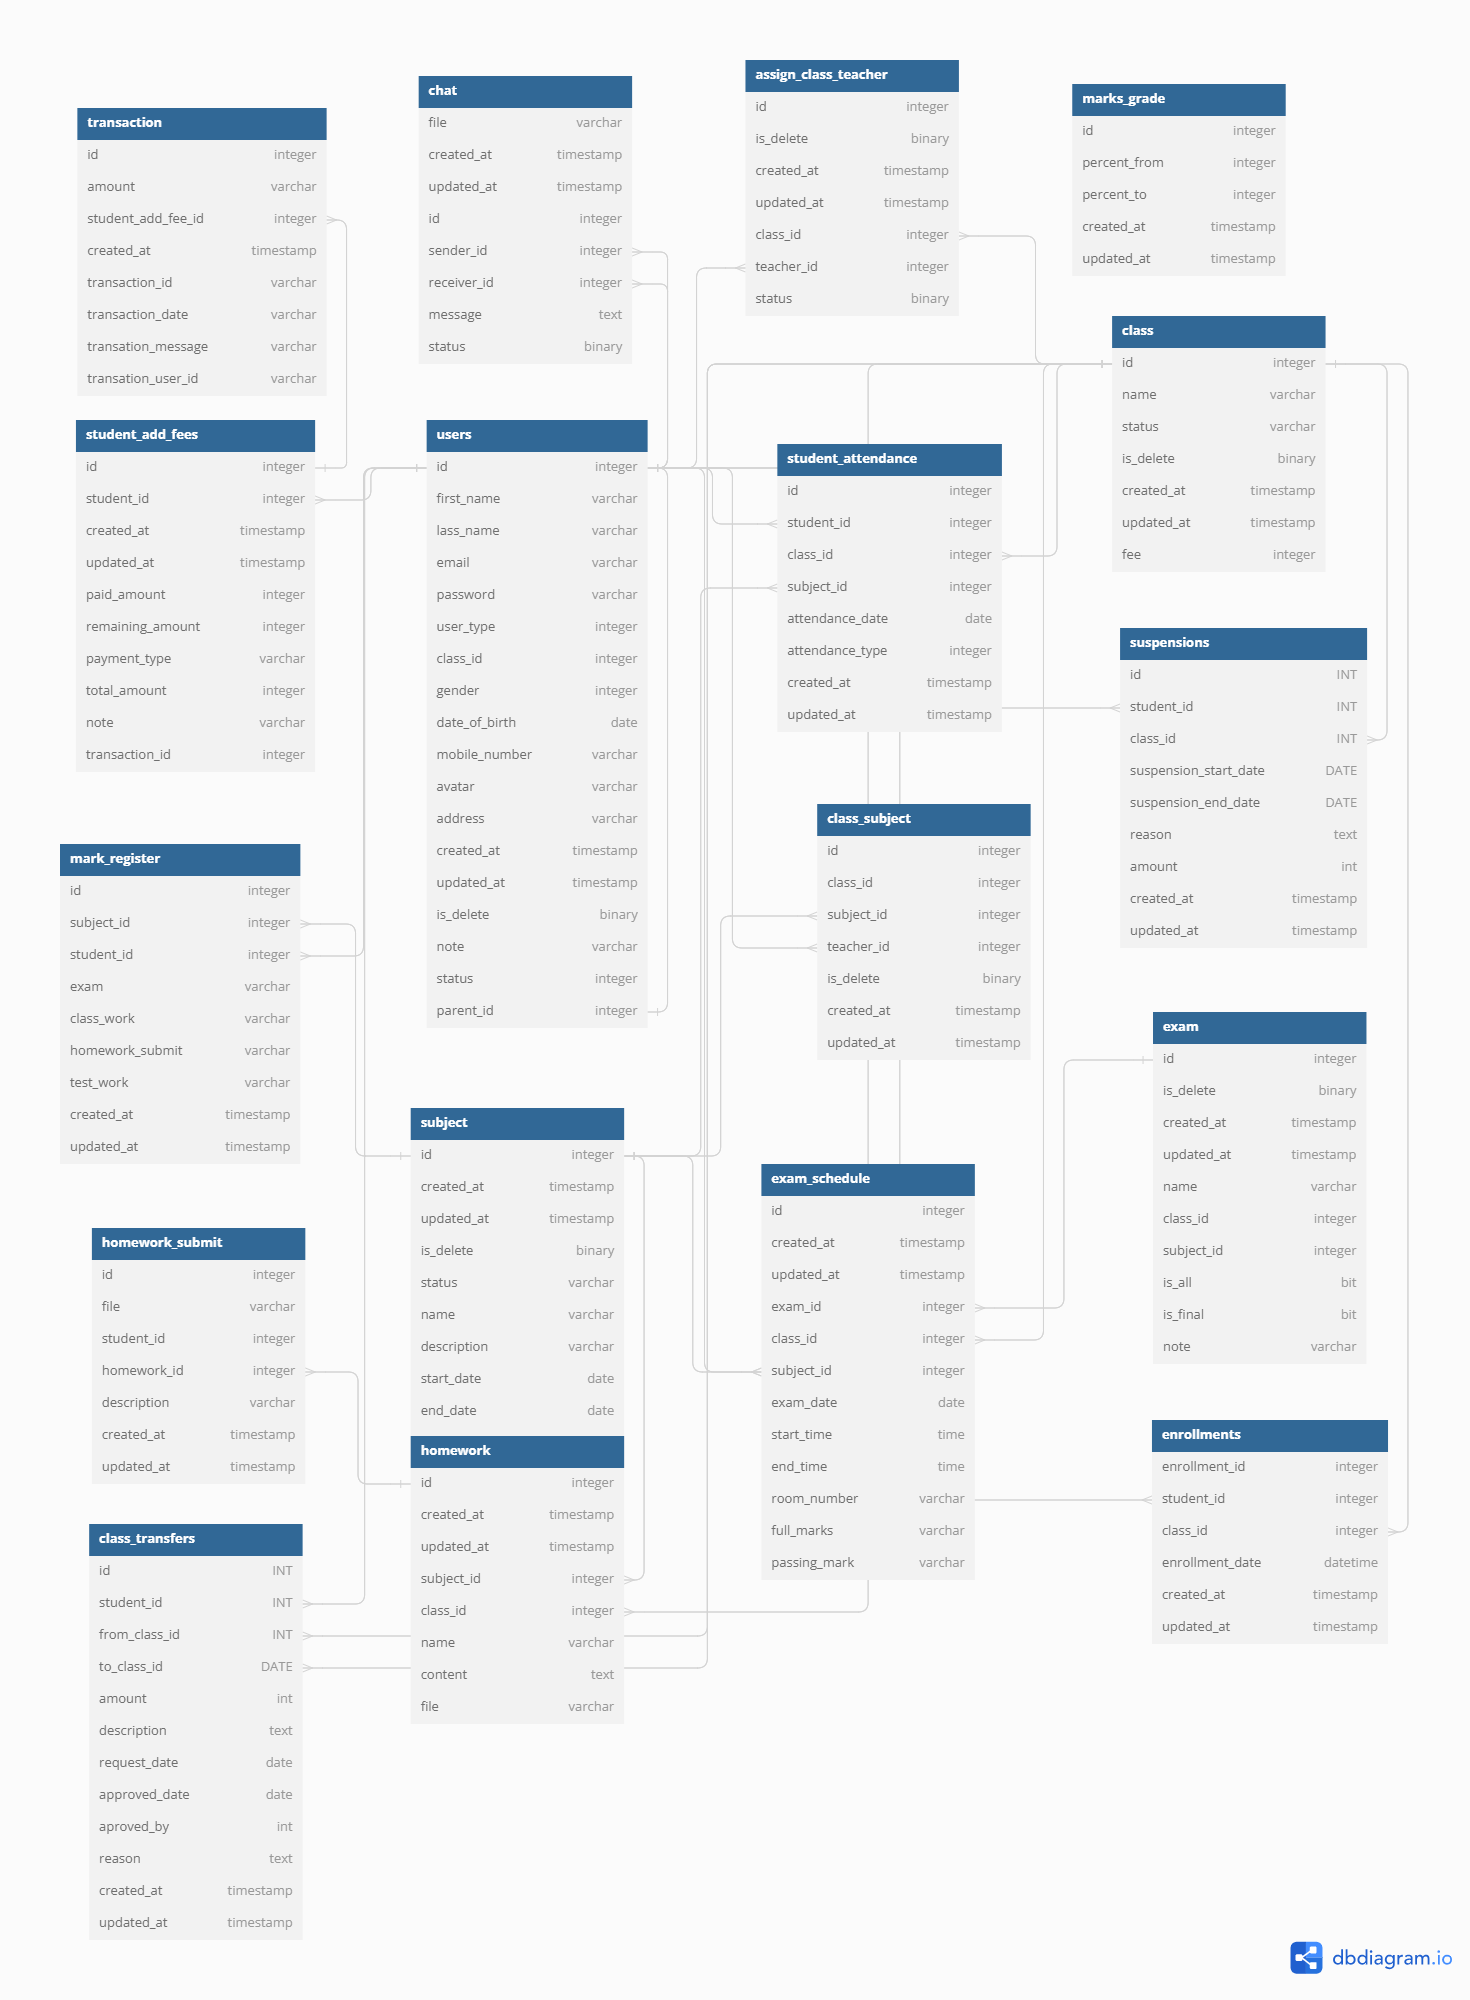 transaction
id integer
amount varchar
student_add_fee_id integer
created_at timestamp
transaction_id varchar
transaction_date varchar
transation_message varchar
transation_user_id varchar
chat
file varchar
created_at timestamp
updated_at timestamp
id integer
sender_id integer
receiver_id integer
message text
status binary
assign_class_teacher
id integer
is_delete binary
created_at timestamp
updated_at timestamp
class_id integer
teacher_id integer
status binary
marks_grade
id integer
percent_from integer
percent_to integer
created_at timestamp
updated_at timestamp
class
id integer
name varchar
status varchar
is_delete binary
created_at timestamp
updated_at timestamp
fee integer
student_add_fees
id integer
student_id integer
created_at timestamp
updated_at timestamp
paid_amount integer
remaining_amount integer
payment_type varchar
total_amount integer
note varchar
transaction_id integer
users
id integer
first_name varchar
lass_name varchar
email varchar
password varchar
user_type integer
class_id integer
gender integer
date_of_birth date
mobile_number varchar
avatar varchar
address varchar
created_at timestamp
updated_at timestamp
is_delete binary
note varchar
status integer
parent_id integer
student_attendance
id integer
student_id integer
class_id integer
subject_id integer
attendance_date date
attendance_type integer
created_at timestamp
updated_at timestamp
suspensions
id INT
student_id INT
class_id INT
suspension_start_date DATE
suspension_end_date DATE
reason text
amount int
created_at timestamp
updated_at timestamp
mark_register
id integer
subject_id integer
student_id integer
exam varchar
class_work varchar
homework_submit varchar
test_work varchar
created_at timestamp
updated_at timestamp
class_subject
id integer
class_id integer
subject_id integer
teacher_id integer
is_delete binary
created_at timestamp
updated_at timestamp
exam
id integer
is_delete binary
created_at timestamp
updated_at timestamp
name varchar
class_id integer
subject_id integer
is_all bit
is_final bit
note varchar
subject
id integer
created_at timestamp
updated_at timestamp
is_delete binary
status varchar
name varchar
description varchar
start_date date
end_date date
exam_schedule
id integer
created_at timestamp
updated_at timestamp
exam_id integer
class_id integer
subject_id integer
exam_date date
start_time time
end_time time
room_number varchar
full_marks varchar
passing_mark varchar
homework_submit
id integer
file varchar
student_id integer
homework_id integer
description varchar
created_at timestamp
updated_at timestamp
homework
id integer
created_at timestamp
updated_at timestamp
subject_id integer
class_id integer
name varchar
content text
file varchar
enrollments
enrollment_id integer
student_id integer
class_id integer
enrollment_date datetime
created_at timestamp
updated_at timestamp
class_transfers
id INT
student_id INT
from_class_id INT
to_class_id DATE
amount int
description text
request_date date
approved_date date
aproved_by int
reason text
created_at timestamp
updated_at timestamp
dbdiagram.io